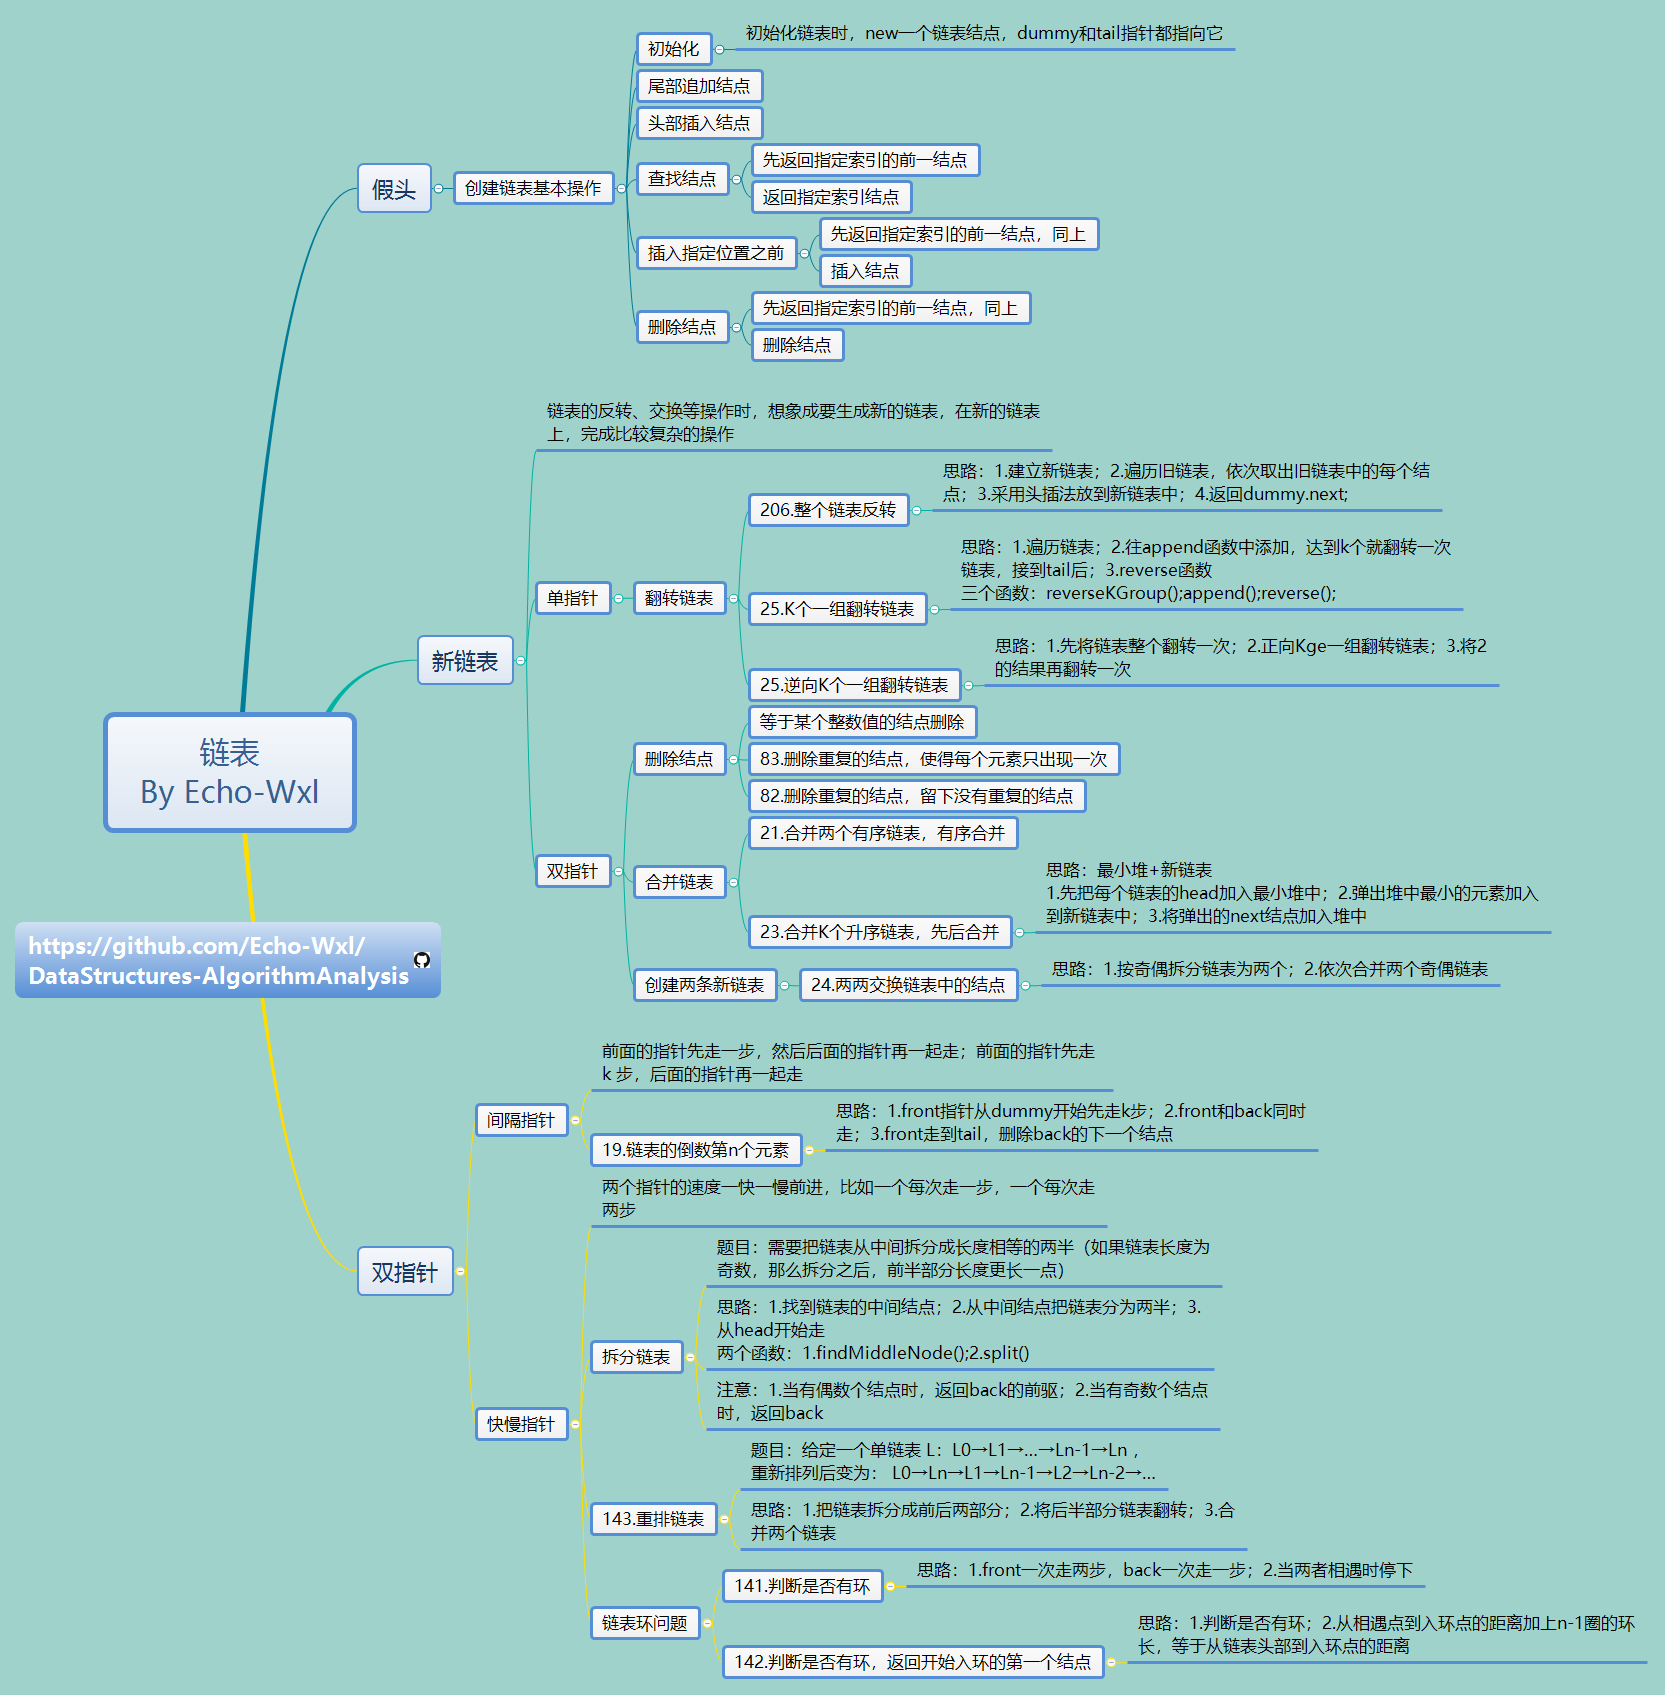 链表
By Echo-Wxl
https://github.com/Echo-Wxl/
DataStructures-AlgorithmAnalysis
假头
创建链表基本操作
初始化
初始化链表时，new一个链表结点，dummy和tail指针都指向它
尾部追加结点
头部插入结点
查找结点
先返回指定索引的前一结点
返回指定索引结点
插入指定位置之前
先返回指定索引的前一结点，同上
插入结点
删除结点
先返回指定索引的前一结点，同上
删除结点
新链表
链表的反转、交换等操作时，想象成要生成新的链表，在新的链表
上，完成比较复杂的操作
单指针
翻转链表
206.整个链表反转
思路：1.建立新链表；2.遍历旧链表，依次取出旧链表中的每个结
点；3.采用头插法放到新链表中；4.返回dummy.next;
25.K个一组翻转链表
思路：1.遍历链表；2.往append函数中添加，达到k个就翻转一次
链表，接到tail后；3.reverse函数
三个函数：reverseKGroup();append();reverse();
25.逆向K个一组翻转链表
思路：1.先将链表整个翻转一次；2.正向Kge一组翻转链表；3.将2
的结果再翻转一次
双指针
删除结点
等于某个整数值的结点删除
83.删除重复的结点，使得每个元素只出现一次
82.删除重复的结点，留下没有重复的结点
合并链表
21.合并两个有序链表，有序合并
23.合并K个升序链表，先后合并
思路：最小堆+新链表
1.先把每个链表的head加入最小堆中；2.弹出堆中最小的元素加入
到新链表中；3.将弹出的next结点加入堆中
创建两条新链表
24.两两交换链表中的结点
思路：1.按奇偶拆分链表为两个；2.依次合并两个奇偶链表
双指针
间隔指针
前面的指针先走一步，然后后面的指针再一起走；前面的指针先走
k 步，后面的指针再一起走
19.链表的倒数第n个元素
思路：1.front指针从dummy开始先走k步；2.front和back同时
走；3.front走到tail，删除back的下一个结点
快慢指针
两个指针的速度一快一慢前进，比如一个每次走一步，一个每次走
两步
拆分链表
题目：需要把链表从中间拆分成长度相等的两半（如果链表长度为
奇数，那么拆分之后，前半部分长度更长一点）
思路：1.找到链表的中间结点；2.从中间结点把链表分为两半；3.
从head开始走
两个函数：1.findMiddleNode();2.split()
注意：1.当有偶数个结点时，返回back的前驱；2.当有奇数个结点
时，返回back
143.重排链表
题目：给定一个单链表 L：L0→L1→…→Ln-1→Ln ，
重新排列后变为： L0→Ln→L1→Ln-1→L2→Ln-2→…
思路：1.把链表拆分成前后两部分；2.将后半部分链表翻转；3.合
并两个链表
链表环问题
141.判断是否有环
思路：1.front一次走两步，back一次走一步；2.当两者相遇时停下
142.判断是否有环，返回开始入环的第一个结点
思路：1.判断是否有环；2.从相遇点到入环点的距离加上n-1圈的环
长，等于从链表头部到入环点的距离